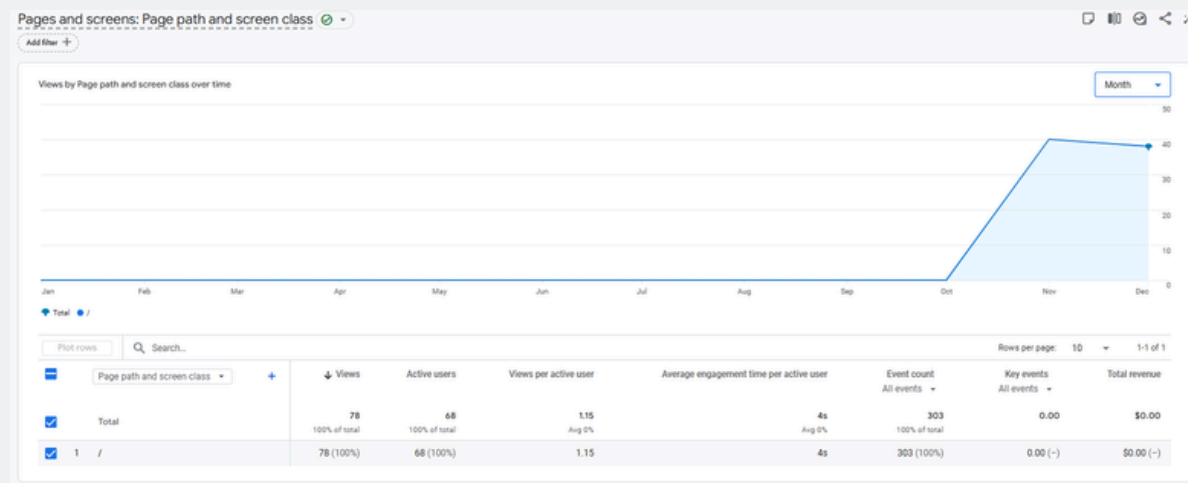 Pages and screens: Page path and screen class
Add filter +
Views by Page path and screen class over time
Month
50
40
30
20
10
0
Jan Feb Mar Apr May Jun Jul Aug Sep Oct Nov Dec
Total /
Plot rows Search... Rows per page: 10 1-1 of 1
Page path and screen class + ↓ Views Active users Views per active user Average engagement time per active user Event count Key events Total revenue
All events All events
Total 78 68 1.15 4s 303 0.00 $0.00
100% of total 100% of total Avg 0% Avg 0% 100% of total
1 / 78 (100%) 68 (100%) 1.15 4s 303 (100%) 0.00 (–) $0.00 (–)